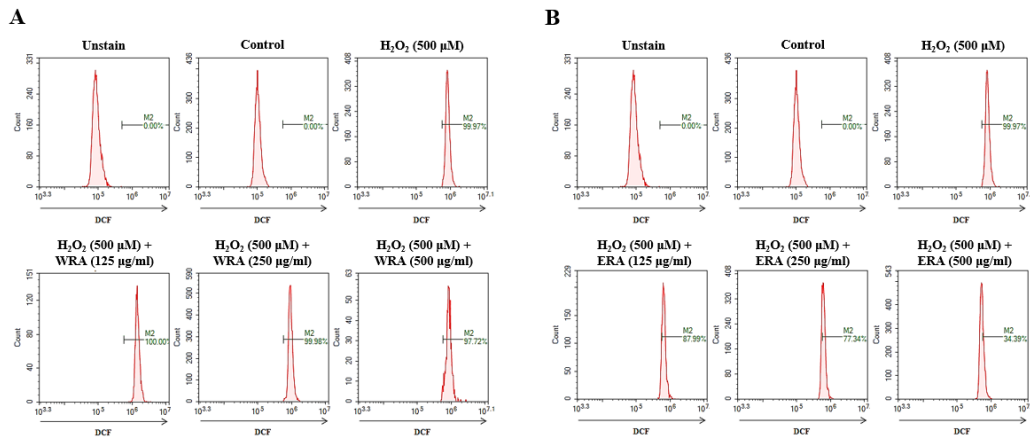 A
Unstain
Control
H₂O₂ (500 μM)
331
240
160
80
0
Count
M2
0.00%
10^3.3
10^5
10^6
10^7
DCF
436
400
300
200
100
0
Count
M2
0.00%
10^3.3
10^5
10^6
10^7
DCF
408
320
240
160
80
0
Count
M2
99.97%
10^3.3
10^5
10^6
10^7.1
DCF
H₂O₂ (500 μM) +
WRA (125 μg/ml)
H₂O₂ (500 μM) +
WRA (250 μg/ml)
H₂O₂ (500 μM) +
WRA (500 μg/ml)
151
120
80
40
0
Count
M2
100.00%
10^3.3
10^5
10^6
10^7
DCF
590
500
400
300
200
100
0
Count
M2
99.98%
10^3.3
10^5
10^6
10^7
DCF
63
50
40
30
20
10
0
Count
M2
97.72%
10^3.3
10^5
10^6
10^7.1
DCF
B
Unstain
Control
H₂O₂ (500 μM)
331
240
160
80
0
Count
M2
0.00%
10^3.3
10^5
10^6
10^7
DCF
436
400
300
200
100
0
Count
M2
0.00%
10^3.3
10^5
10^6
10^7
DCF
408
320
240
160
80
0
Count
M2
99.97%
10^3.3
10^5
10^6
10^7
DCF
H₂O₂ (500 μM) +
ERA (125 μg/ml)
H₂O₂ (500 μM) +
ERA (250 μg/ml)
H₂O₂ (500 μM) +
ERA (500 μg/ml)
229
150
100
50
0
Count
M2
87.99%
10^3.3
10^5
10^6
10^7
DCF
408
320
240
160
80
0
Count
M2
77.34%
10^3.3
10^5
10^6
10^7
DCF
543
400
300
200
100
0
Count
M2
34.39%
10^3.3
10^5
10^6
10^7
DCF